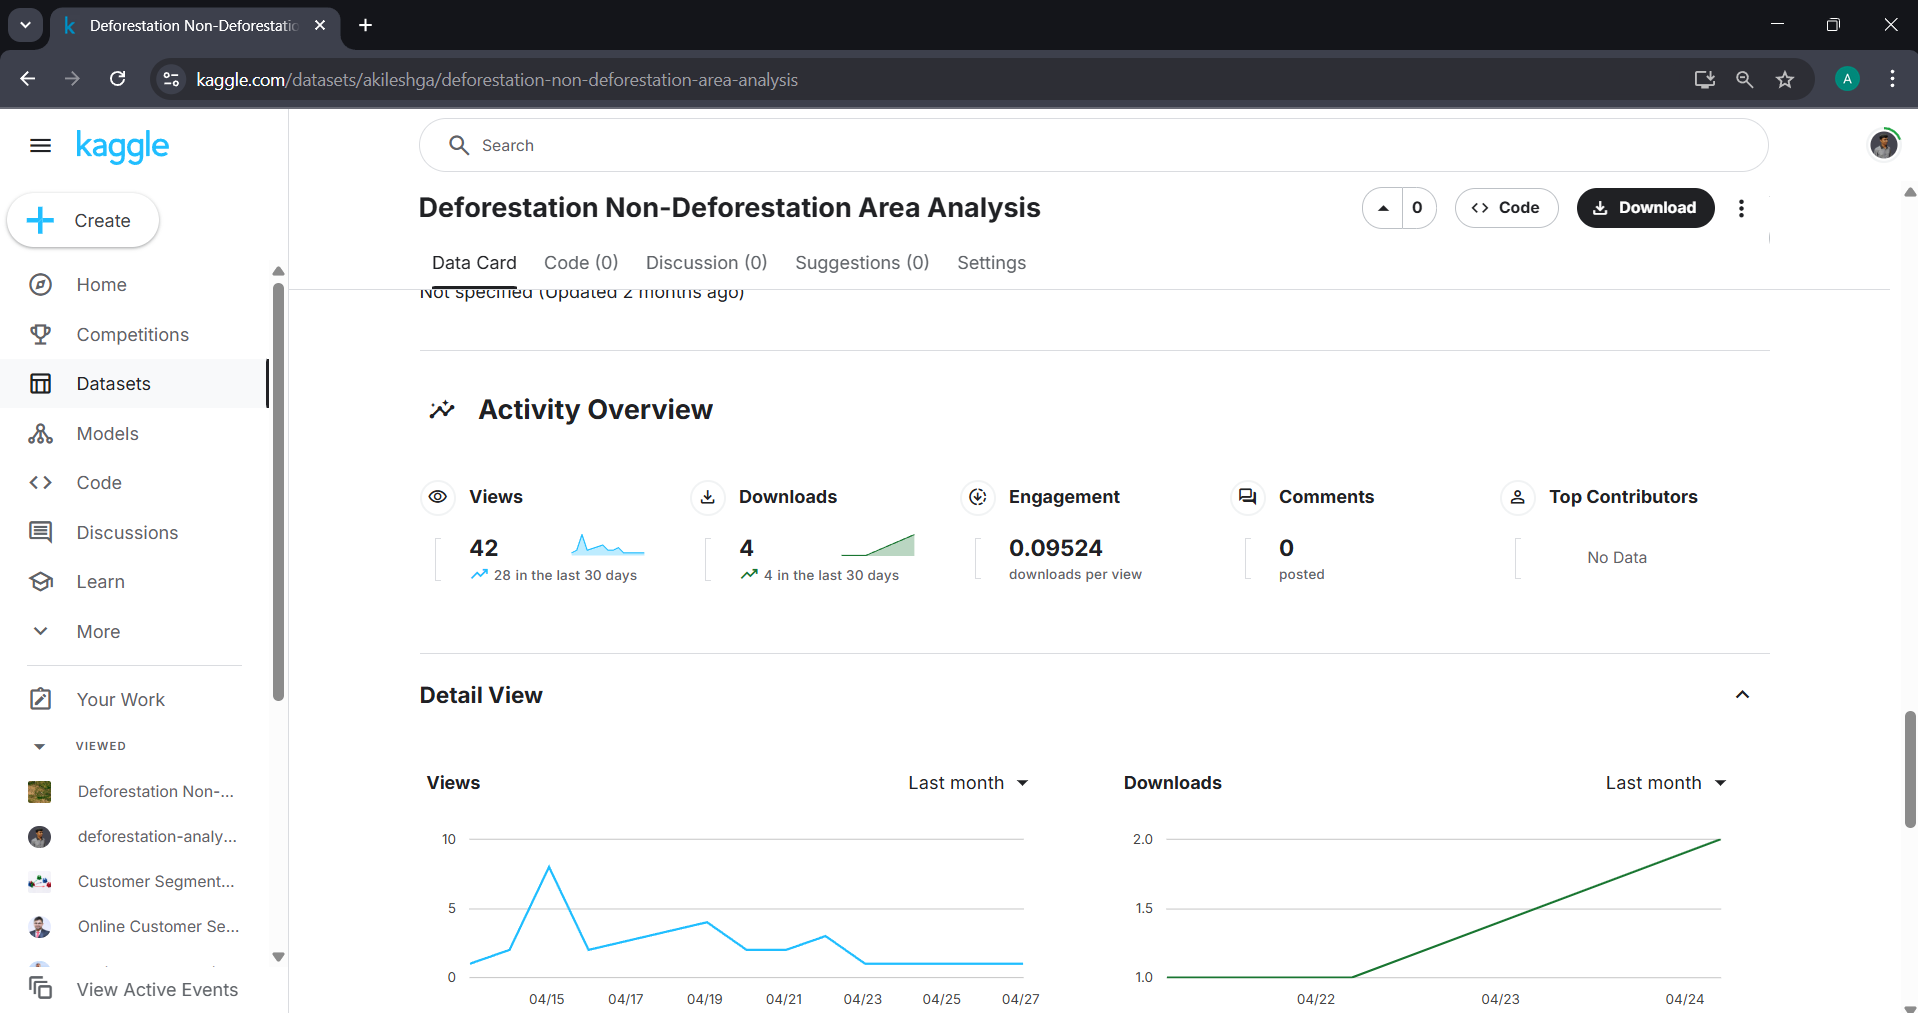 Deforestation Non-Deforestatio
kaggle.com/datasets/akileshga/deforestation-non-deforestation-area-analysis
A
kaggle
Search
Create
Home
Competitions
Datasets
Models
Code
Discussions
Learn
More
Your Work
VIEWED
Deforestation Non-...
deforestation-analy...
Customer Segment...
Online Customer Se...
View Active Events
Deforestation Non-Deforestation Area Analysis
0
Code
Download
Data Card
Code (0)
Discussion (0)
Suggestions (0)
Settings
Not specified (Updated 2 months ago)
Activity Overview
Views
42
28 in the last 30 days
Downloads
4
4 in the last 30 days
Engagement
0.09524
downloads per view
Comments
0
posted
Top Contributors
No Data
Detail View
Views
Last month
10
5
0
04/15 04/17 04/19 04/21 04/23 04/25 04/27
Downloads
Last month
2.0
1.5
1.0
04/22 04/23 04/24